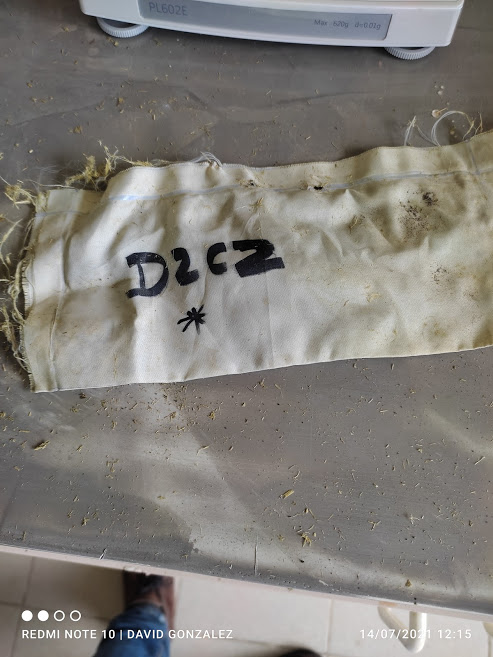 PL602E
Max 620g d=0.01g
D2C2
*
REDMI NOTE 10 | DAVID GONZALEZ
14/07/2021 12:15